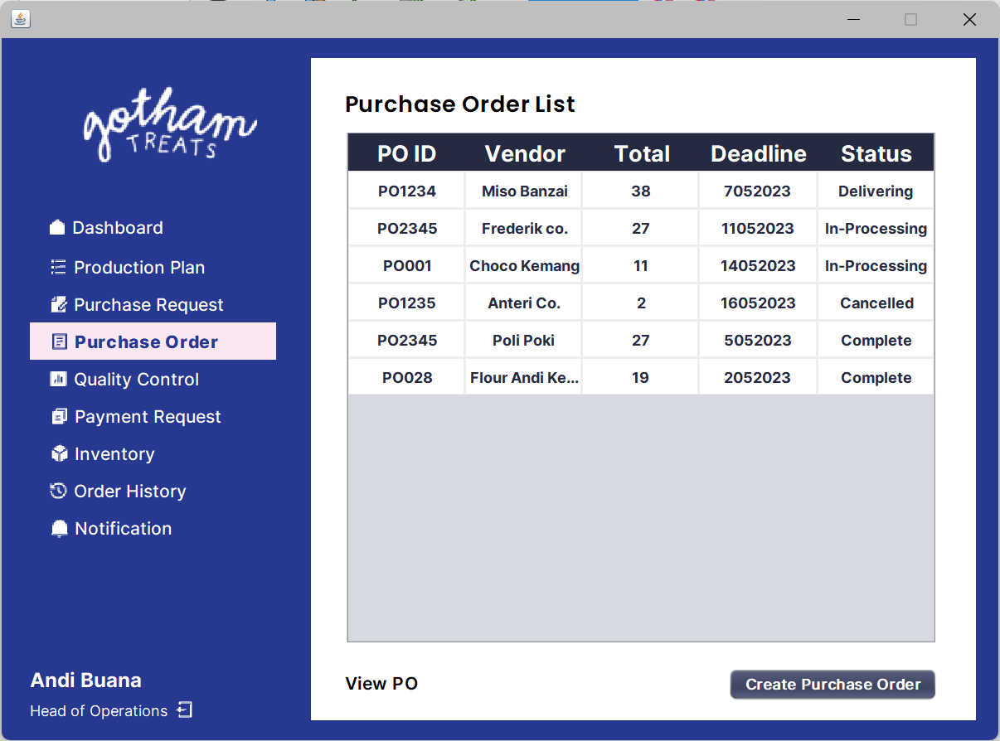 gotham
TREATS
Dashboard
Production Plan
Purchase Request
Purchase Order
Quality Control
Payment Request
Inventory
Order History
Notification
Andi Buana
Head of Operations
Purchase Order List
PO ID Vendor Total Deadline Status
PO1234 Miso Banzai 38 7052023 Delivering
PO2345 Frederik co. 27 11052023 In-Processing
PO001 Choco Kemang 11 14052023 In-Processing
PO1235 Anteri Co. 2 16052023 Cancelled
PO2345 Poli Poki 27 5052023 Complete
PO028 Flour Andi Ke... 19 2052023 Complete
View PO Create Purchase Order